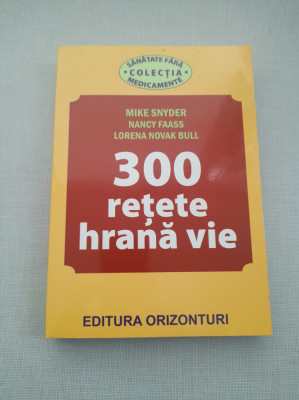 SĂNĂTATE FĂRĂ
• COLECȚIA •
MEDICAMENTE
MIKE SNYDER
NANCY FAASS
LORENA NOVAK BULL
300
rețete
hrană vie
EDITURA ORIZONTURI